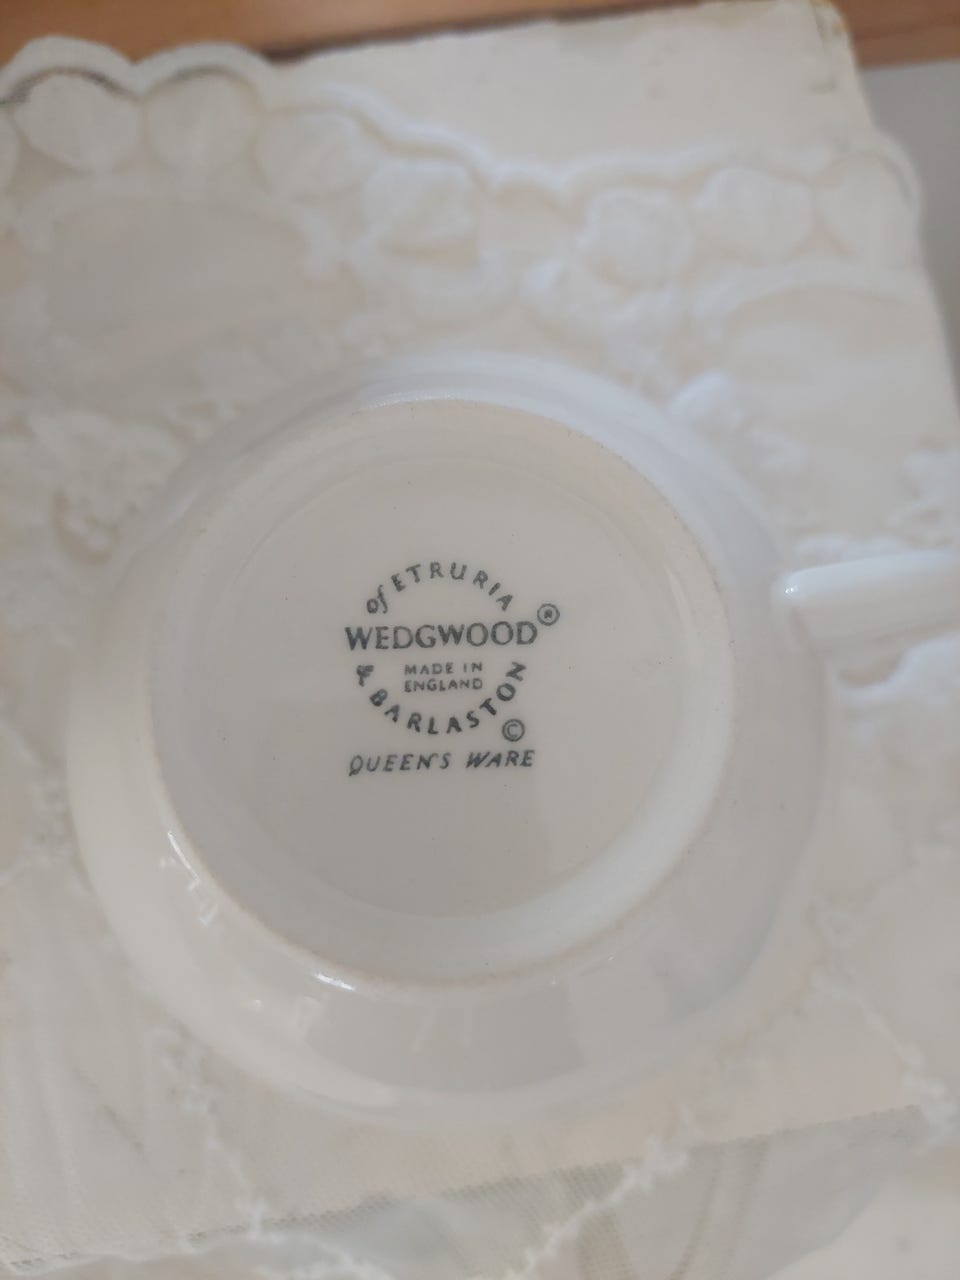 of ETRURIA
WEDGWOOD®
MADE IN
ENGLAND
& BARLASTON
©
QUEEN'S WARE